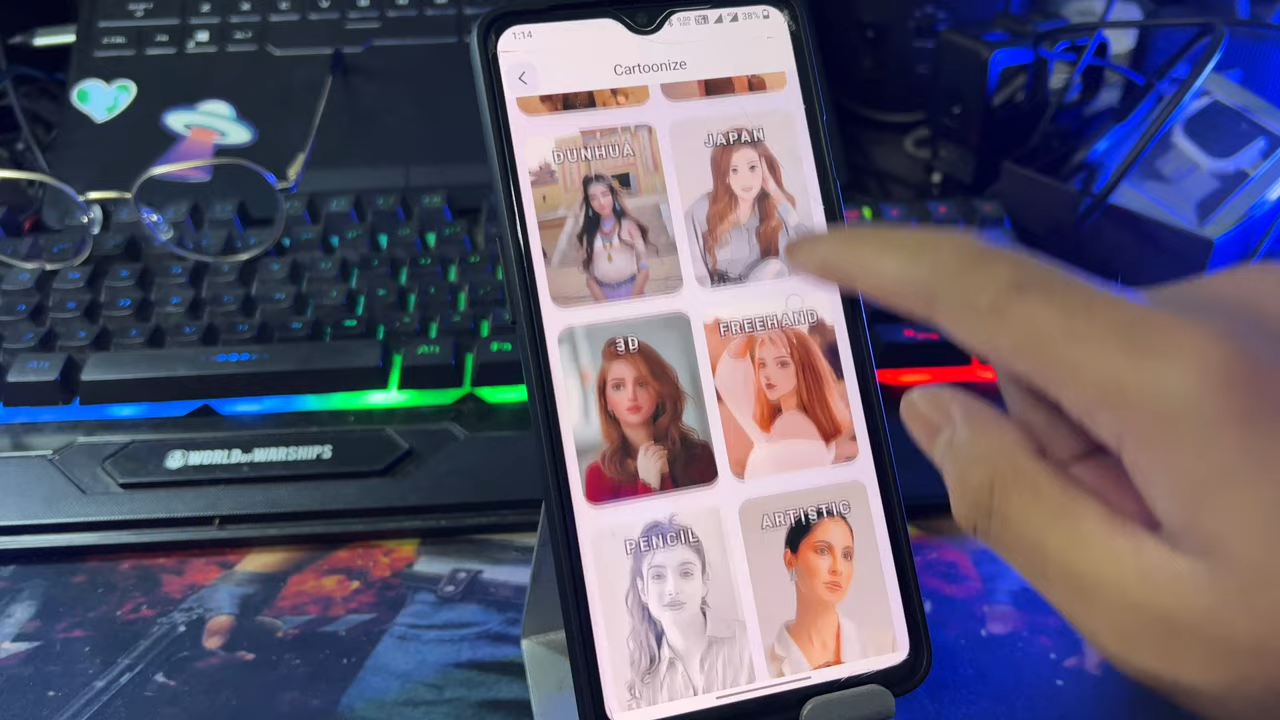 1:14
38%
Cartoonize
DUNHUA
JAPAN
3D
FREEHAND
PENCIL
ARTISTIC
WORLD OF WARSHIPS